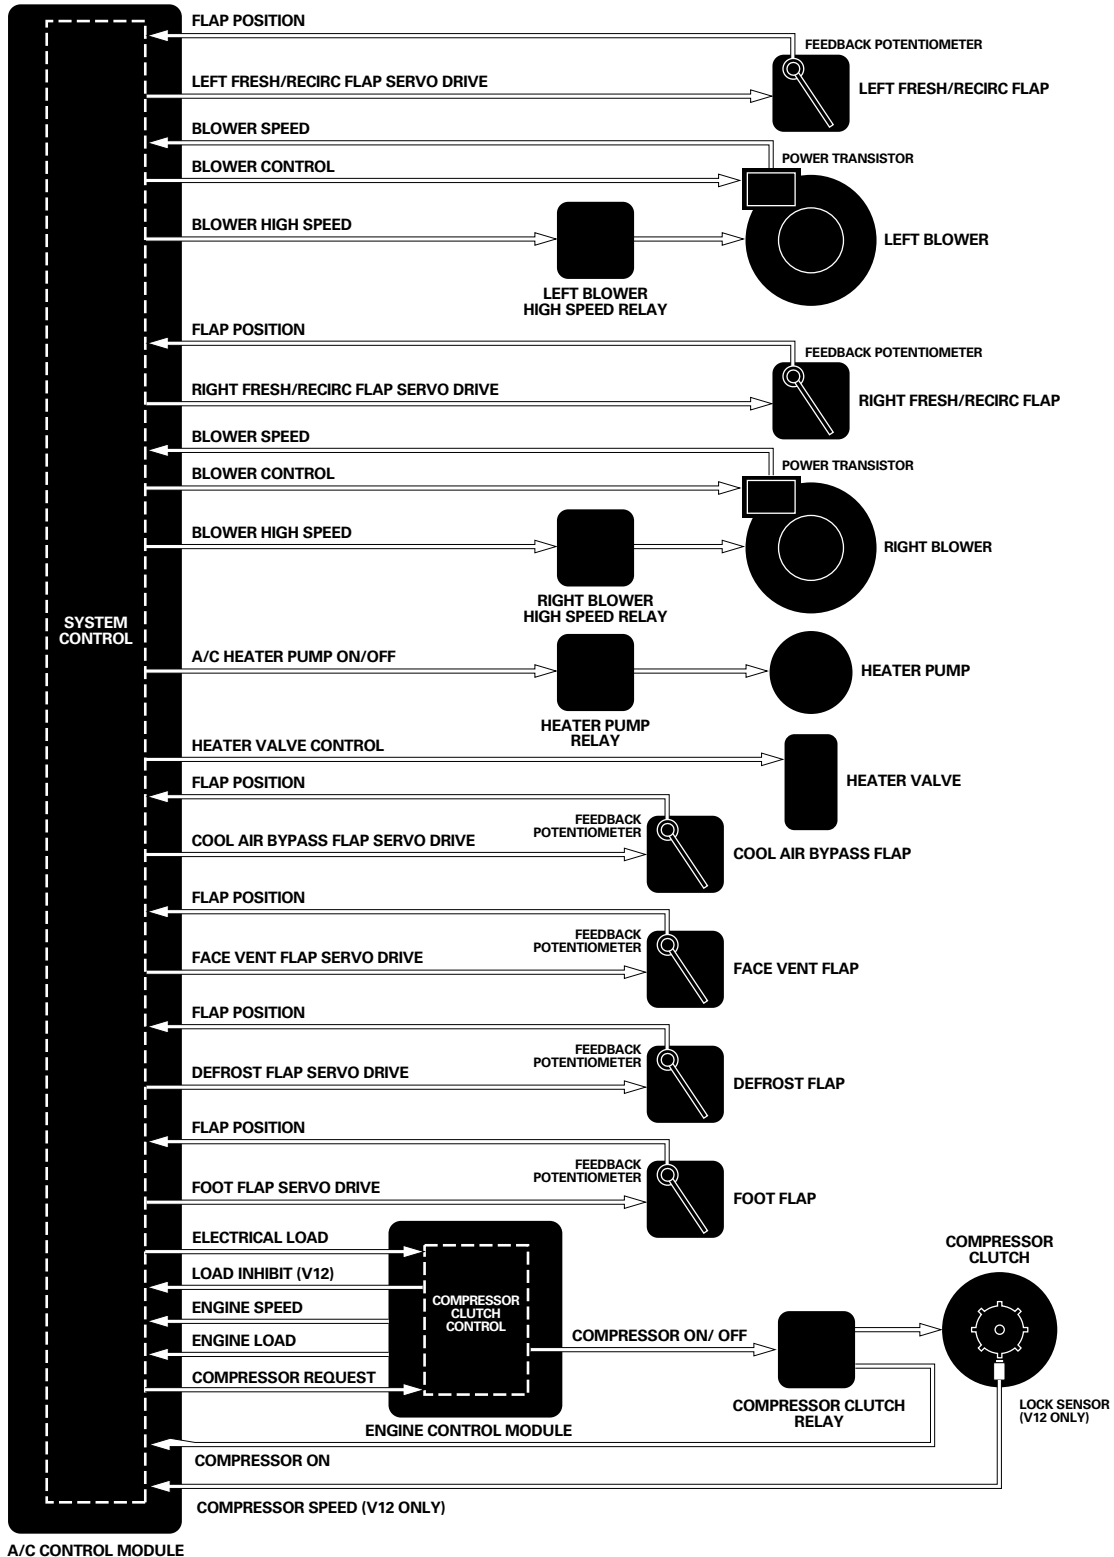 FLAP POSITION
FEEDBACK POTENTIOMETER
LEFT FRESH/RECIRC FLAP SERVO DRIVE
LEFT FRESH/RECIRC FLAP
BLOWER SPEED
POWER TRANSISTOR
BLOWER CONTROL
BLOWER HIGH SPEED
LEFT BLOWER
LEFT BLOWER
HIGH SPEED RELAY
FLAP POSITION
FEEDBACK POTENTIOMETER
RIGHT FRESH/RECIRC FLAP SERVO DRIVE
RIGHT FRESH/RECIRC FLAP
BLOWER SPEED
POWER TRANSISTOR
BLOWER CONTROL
BLOWER HIGH SPEED
RIGHT BLOWER
RIGHT BLOWER
HIGH SPEED RELAY
SYSTEM
CONTROL
A/C HEATER PUMP ON/OFF
HEATER PUMP
HEATER PUMP
RELAY
HEATER VALVE CONTROL
HEATER VALVE
FLAP POSITION
FEEDBACK
POTENTIOMETER
COOL AIR BYPASS FLAP SERVO DRIVE
COOL AIR BYPASS FLAP
FLAP POSITION
FEEDBACK
POTENTIOMETER
FACE VENT FLAP SERVO DRIVE
FACE VENT FLAP
FLAP POSITION
FEEDBACK
POTENTIOMETER
DEFROST FLAP SERVO DRIVE
DEFROST FLAP
FLAP POSITION
FEEDBACK
POTENTIOMETER
FOOT FLAP SERVO DRIVE
FOOT FLAP
ELECTRICAL LOAD
LOAD INHIBIT (V12)
ENGINE SPEED
ENGINE LOAD
COMPRESSOR REQUEST
COMPRESSOR
CLUTCH
CONTROL
ENGINE CONTROL MODULE
COMPRESSOR ON/ OFF
COMPRESSOR CLUTCH
RELAY
COMPRESSOR
CLUTCH
LOCK SENSOR
(V12 ONLY)
COMPRESSOR ON
COMPRESSOR SPEED (V12 ONLY)
A/C CONTROL MODULE